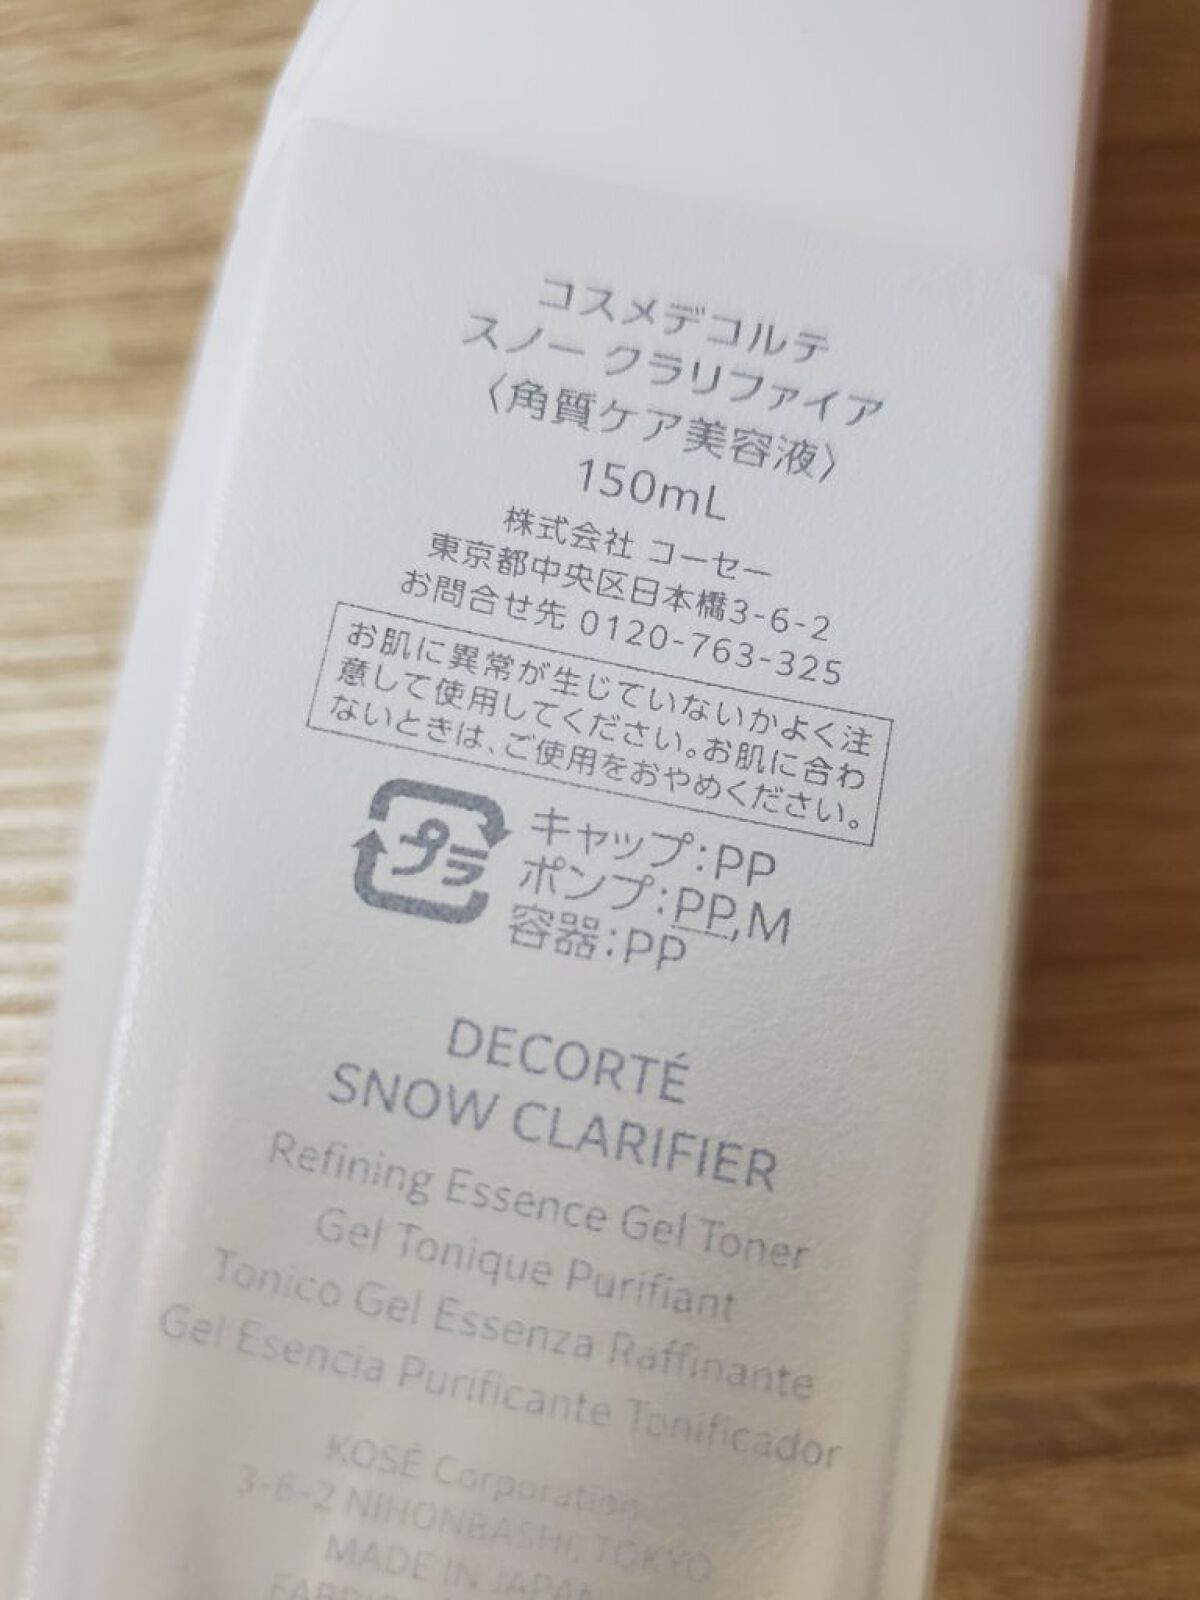 コスメデコルテ
スノー クラリファイア
〈角質ケア美容液〉
150mL
株式会社 コーセー
東京都中央区日本橋3-6-2
お問合せ先 0120-763-325
お肌に異常が生じていないかよく注
意して使用してください。お肌に合わ
ないときは、ご使用をおやめください。
プラ
キャップ:PP
ポンプ:PP,M
容器:PP
DECORTÉ
SNOW CLARIFIER
Refining Essence Gel Toner
Gel Tonique Purifiant
Tonico Gel Essenza Raffinante
Gel Esencia Purificante Tonificador
KOSÉ Corporation
3-6-2 NIHONBASHI, TOKYO
MADE IN JAPAN